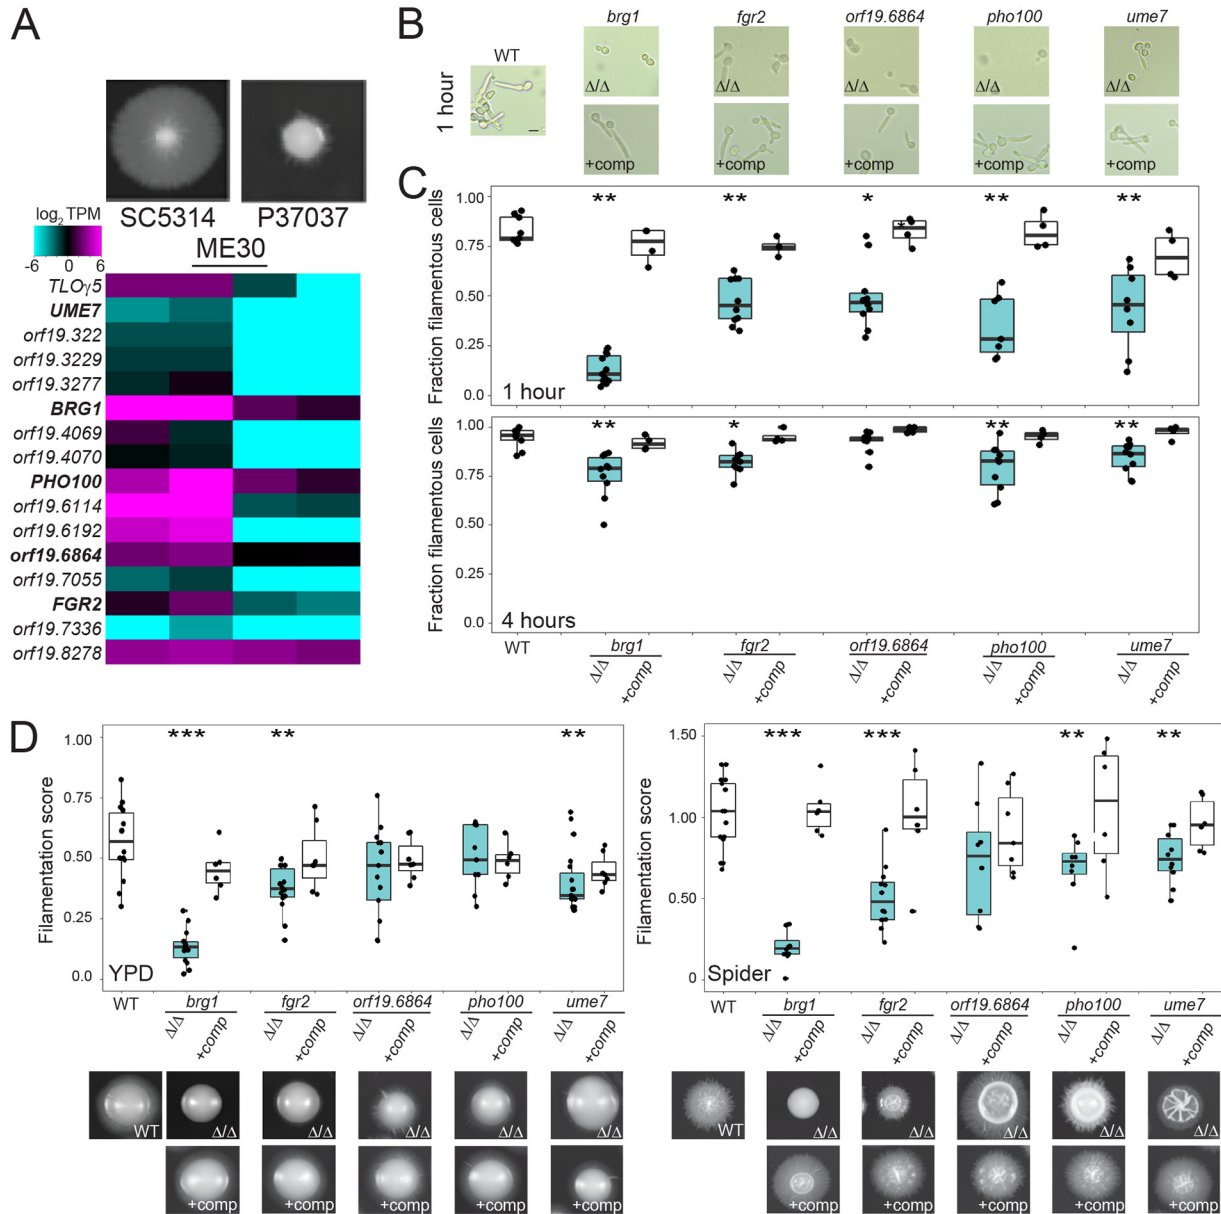 A
SC5314 P37037
log2 TPM
-6 0 6
ME30
TLOγ5
UME7
orf19.322
orf19.3229
orf19.3277
BRG1
orf19.4069
orf19.4070
PHO100
orf19.6114
orf19.6192
orf19.6864
orf19.7055
FGR2
orf19.7336
orf19.8278
B
brg1 fgr2 orf19.6864 pho100 ume7
WT
1 hour
Δ/Δ Δ/Δ Δ/Δ Δ/Δ Δ/Δ
+comp +comp +comp +comp +comp
C
Fraction filamentous cells
1.00
0.75
0.50
0.25
0.0
** ** * ** **
1 hour
Fraction filamentous cells
1.00
0.75
0.50
0.25
0.0
** * ** **
4 hours
WT brg1 fgr2 orf19.6864 pho100 ume7
Δ/Δ +comp Δ/Δ +comp Δ/Δ +comp Δ/Δ +comp Δ/Δ +comp
D
Filamentation score
1.00
0.75
0.50
0.25
0.0
*** ** **
YPD
WT brg1 fgr2 orf19.6864 pho100 ume7
Δ/Δ +comp Δ/Δ +comp Δ/Δ +comp Δ/Δ +comp Δ/Δ +comp
WT Δ/Δ Δ/Δ Δ/Δ Δ/Δ Δ/Δ
+comp +comp +comp +comp +comp
Filamentation score
1.50
1.00
0.50
0
*** *** ** **
Spider
WT brg1 fgr2 orf19.6864 pho100 ume7
Δ/Δ +comp Δ/Δ +comp Δ/Δ +comp Δ/Δ +comp Δ/Δ +comp
WT Δ/Δ Δ/Δ Δ/Δ Δ/Δ Δ/Δ
+comp +comp +comp +comp +comp